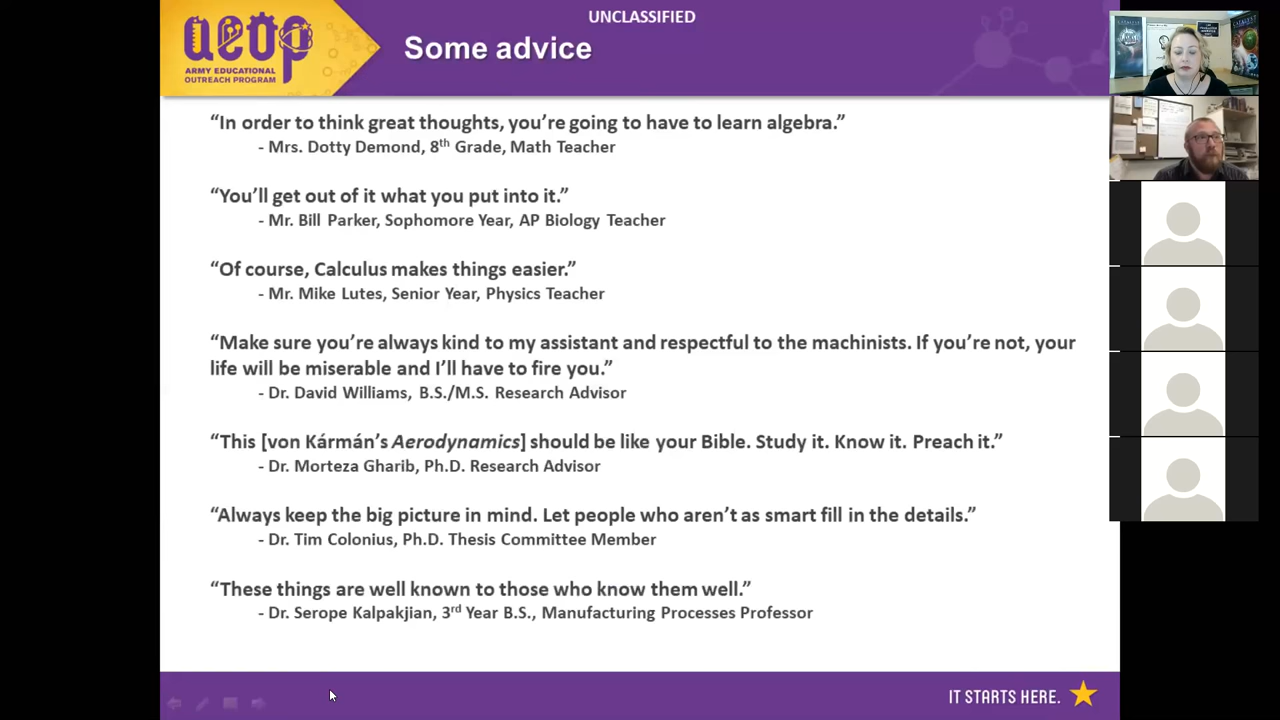 UNCLASSIFIED
aeop
ARMY EDUCATIONAL
OUTREACH PROGRAM
Some advice
“In order to think great thoughts, you’re going to have to learn algebra.”
- Mrs. Dotty Demond, 8th Grade, Math Teacher
“You’ll get out of it what you put into it.”
- Mr. Bill Parker, Sophomore Year, AP Biology Teacher
“Of course, Calculus makes things easier.”
- Mr. Mike Lutes, Senior Year, Physics Teacher
“Make sure you’re always kind to my assistant and respectful to the machinists. If you’re not, your
life will be miserable and I’ll have to fire you.”
- Dr. David Williams, B.S./M.S. Research Advisor
“This [von Kármán’s Aerodynamics] should be like your Bible. Study it. Know it. Preach it.”
- Dr. Morteza Gharib, Ph.D. Research Advisor
“Always keep the big picture in mind. Let people who aren’t as smart fill in the details.”
- Dr. Tim Colonius, Ph.D. Thesis Committee Member
“These things are well known to those who know them well.”
- Dr. Serope Kalpakjian, 3rd Year B.S., Manufacturing Processes Professor
IT STARTS HERE.